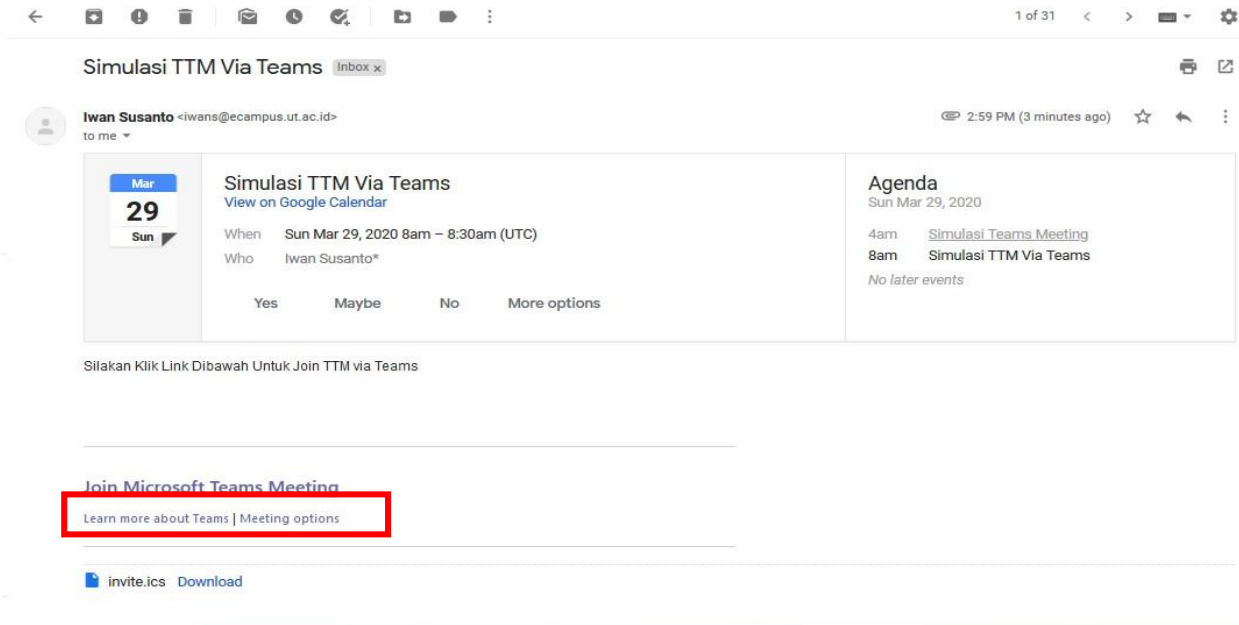 1 of 31
Simulasi TTM Via Teams Inbox x
Iwan Susanto <iwans@ecampus.ut.ac.id>
2:59 PM (3 minutes ago)
to me
Mar
29
Sun
Simulasi TTM Via Teams
View on Google Calendar
When Sun Mar 29, 2020 8am – 8:30am (UTC)
Who Iwan Susanto*
Yes Maybe No More options
Agenda
Sun Mar 29, 2020
4am Simulasi Teams Meeting
8am Simulasi TTM Via Teams
No later events
Silakan Klik Link Dibawah Untuk Join TTM via Teams
Join Microsoft Teams Meeting
Learn more about Teams | Meeting options
invite.ics Download